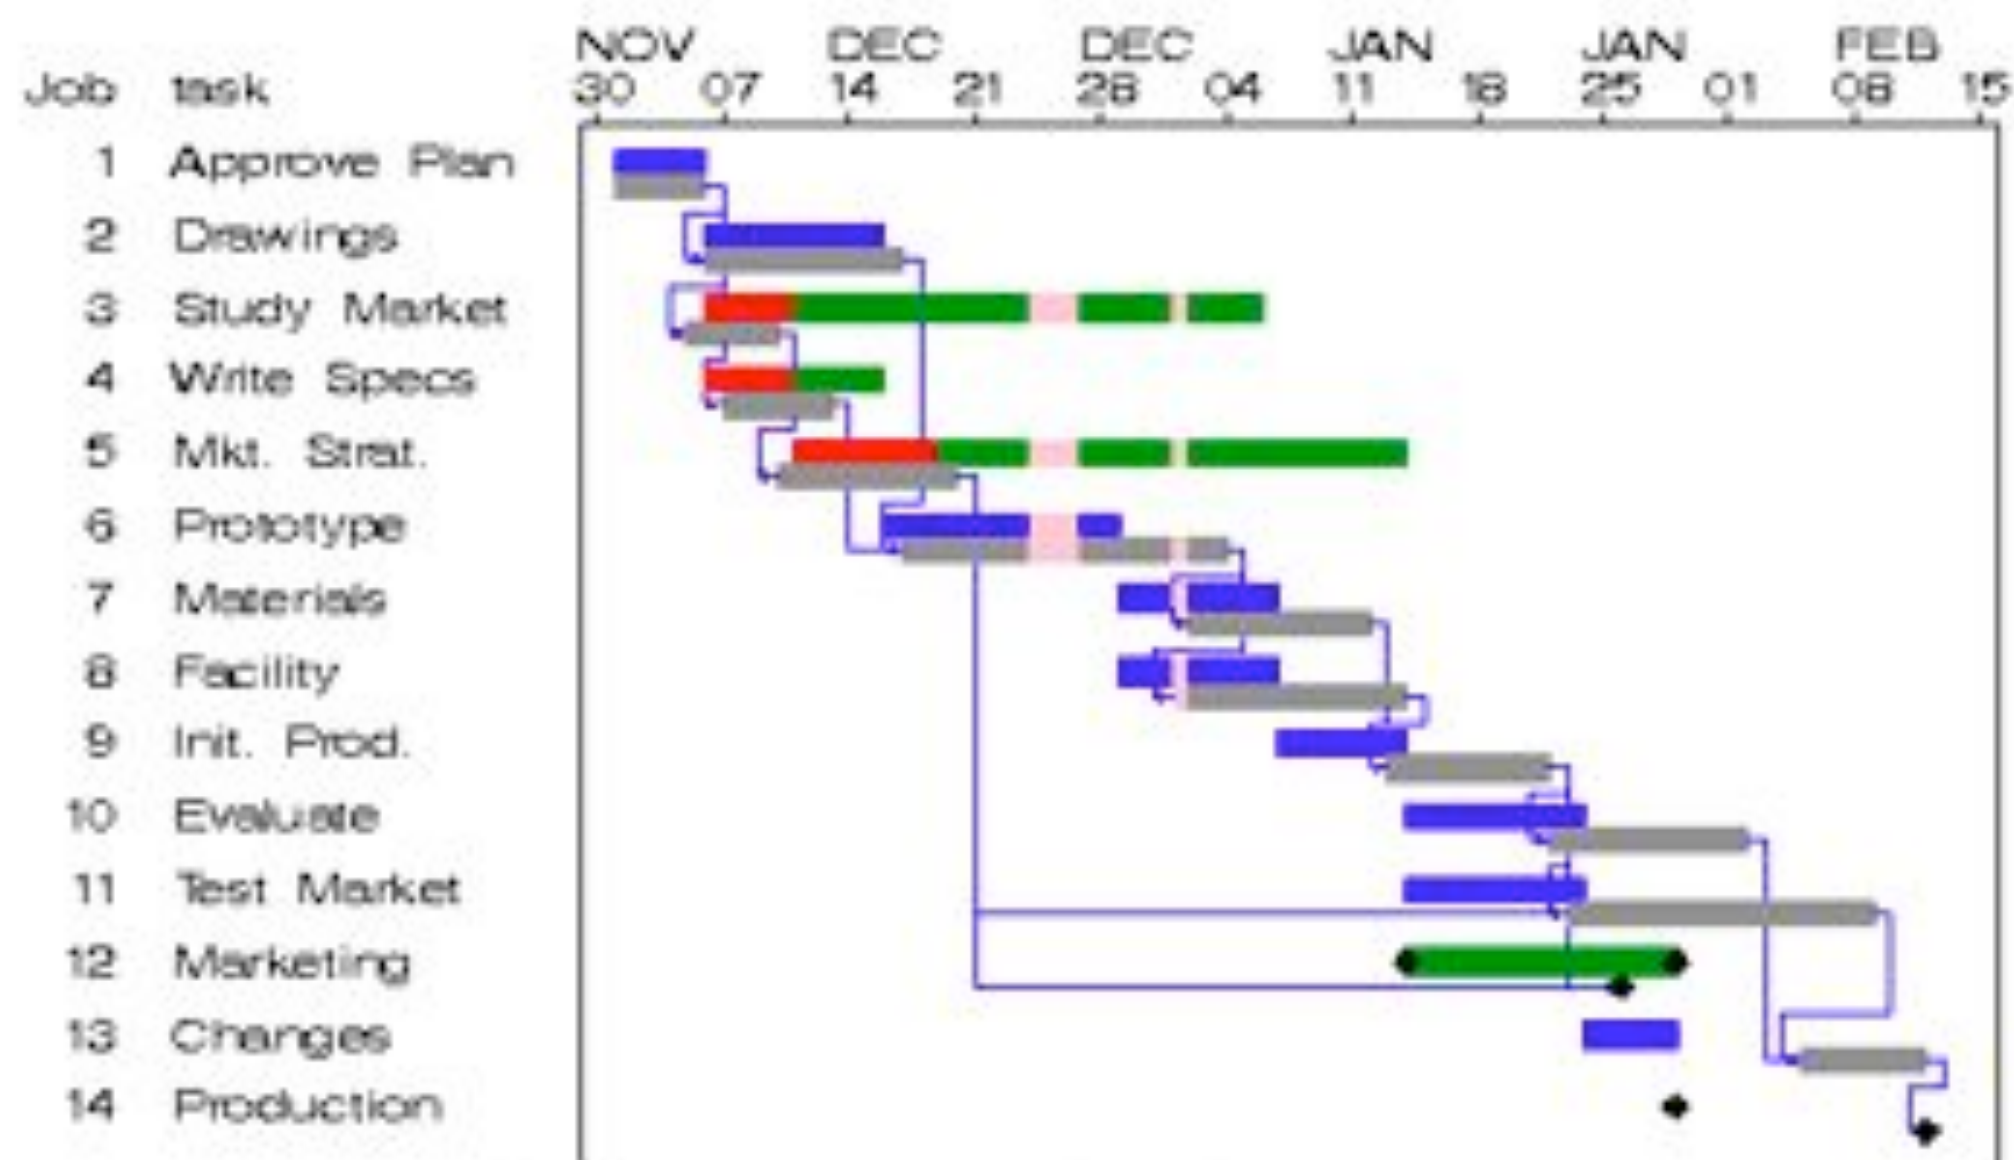 NOV DEC DEC JAN JAN FEB
Job task 30 07 14 21 28 04 11 18 25 01 08 15
1 Approve Plan
2 Drawings
3 Study Market
4 Write Specs
5 Mkt. Strat.
6 Prototype
7 Materials
8 Facility
9 Init. Prod.
10 Evaluate
11 Test Market
12 Marketing
13 Changes
14 Production